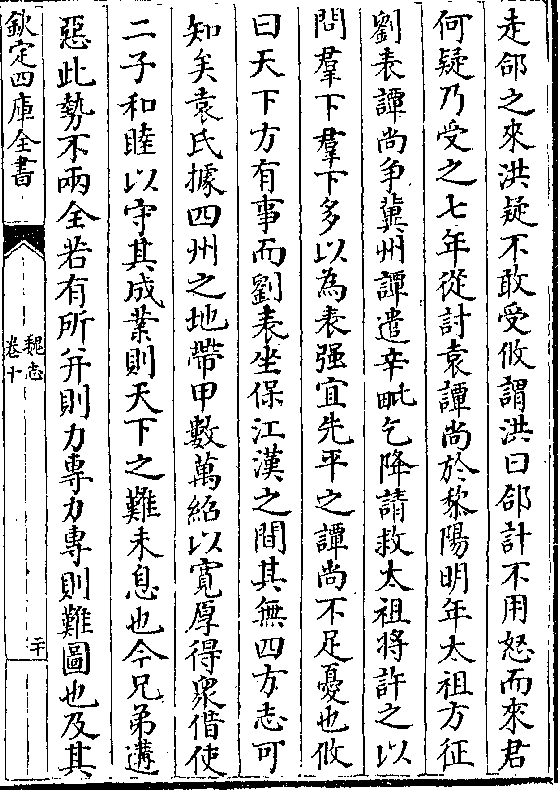 走郃之來洪疑不敢受攸謂洪曰郃計不用怒而來君
何疑乃受之七年從討袁譚尚於黎陽明年太祖方征
劉表譚尚爭冀州譚遣辛毗乞降請救太祖將許之以
問羣下羣下多以為表强宜先平之譚尚不足憂也攸
曰天下方有事而劉表坐保江漢之間其無四方志可
知矣袁氏據四州之地帶甲數萬紹以寛厚得衆借使
二子和睦以守其成業則天下之難未息也今兄弟遘
惡此勢不兩全若有所并則力專力專則難圖也及其
欽定四庫全書
魏志
卷十
二十